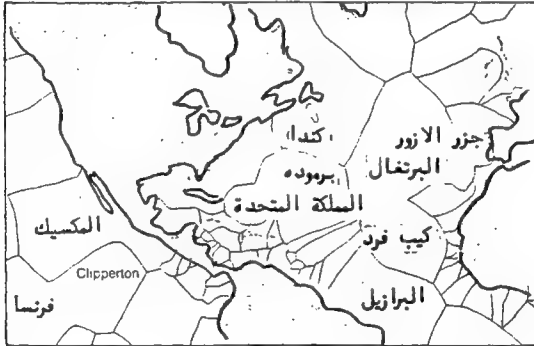 كندا
جزر الازور
البرتغال
برموده
المملكة المتحدة
المكسيك
كيب فرد
Clipperton
فرنسا
البرازيل